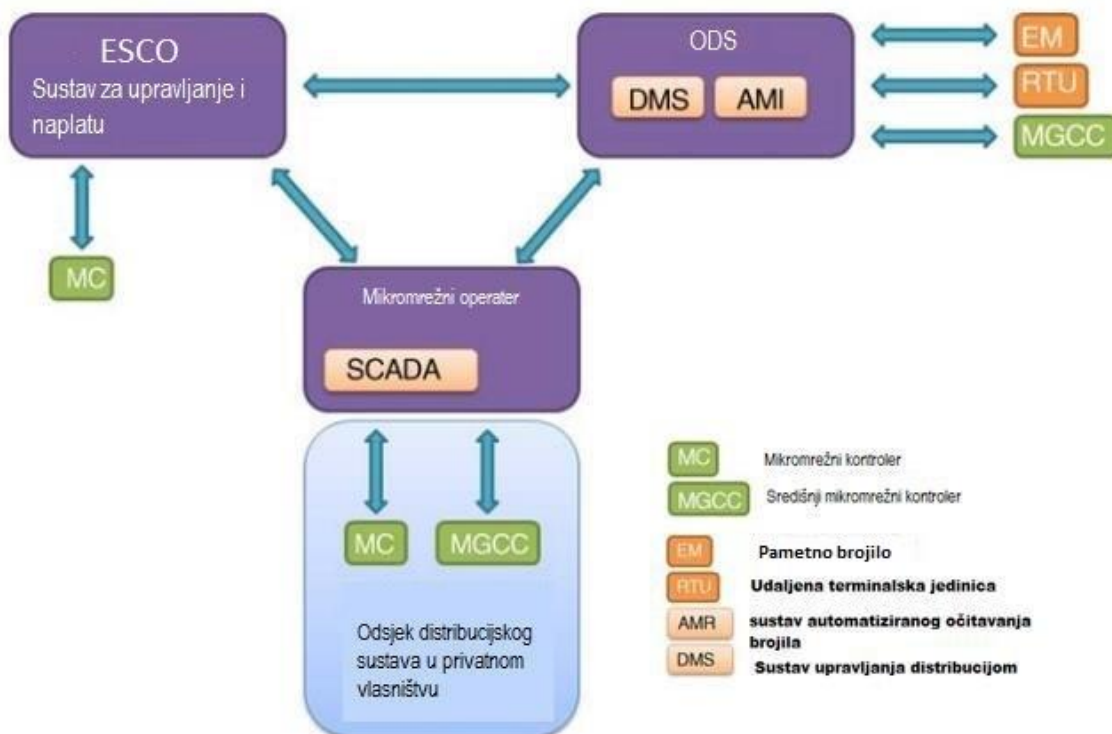 ESCO
Sustav za upravljanje i
naplatu
ODS
DMS
AMI
EM
RTU
MGCC
MC
Mikromrežni operater
SCADA
MC
MGCC
Odsjek distribucijskog
sustava u privatnom
vlasništvu
MC Mikromrežni kontroler
MGCC Središnji mikromrežni kontroler
EM Pametno brojilo
RTU Udaljena terminalska jedinica
AMR sustav automatiziranog očitavanja
brojila
DMS Sustav upravljanja distribucijom